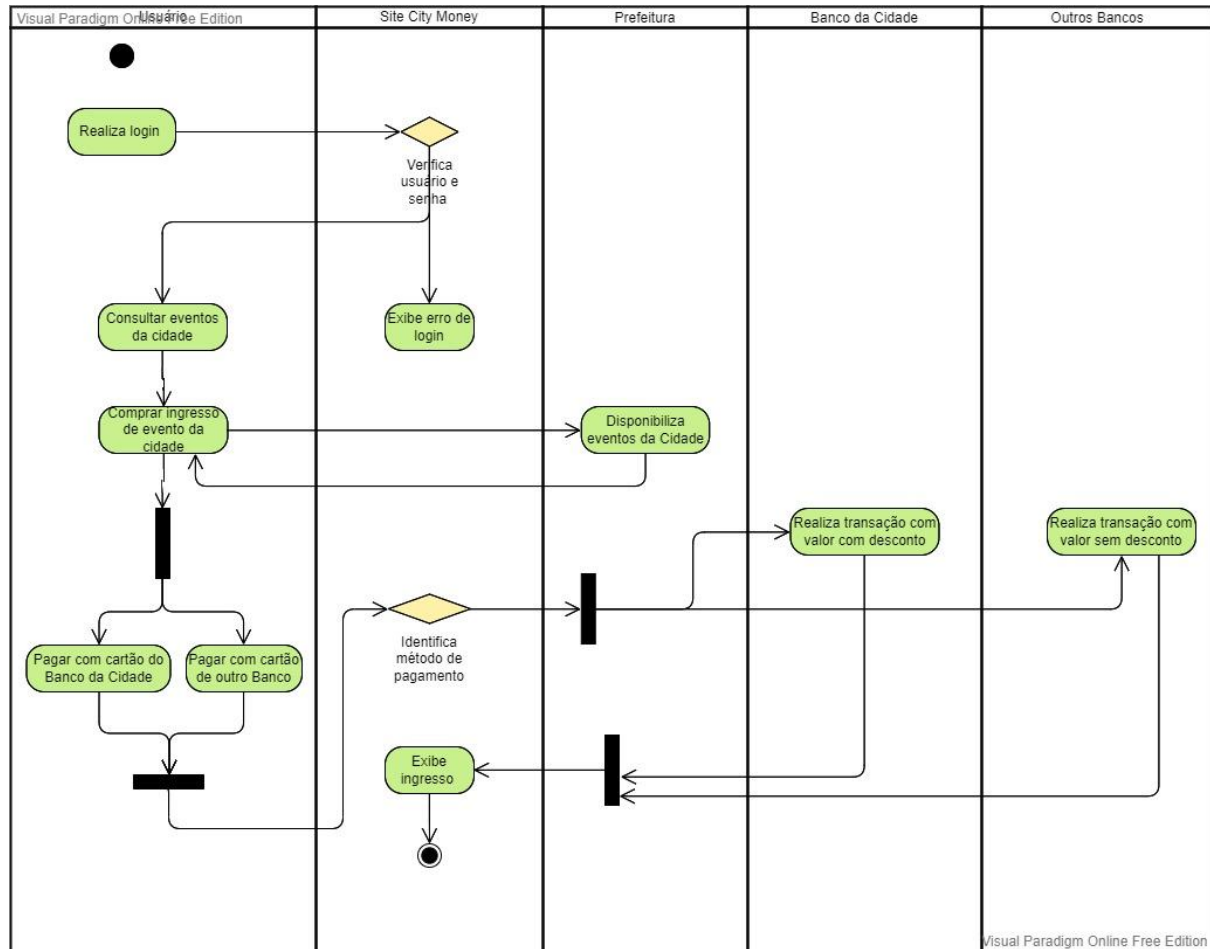 Visual Paradigm Online Free Edition
Usuário
Site City Money
Prefeitura
Banco da Cidade
Outros Bancos
Realiza login
Verifica
usuário e
senha
Consultar eventos
da cidade
Exibe erro de
login
Comprar ingresso
de evento da
cidade
Disponibiliza
eventos da Cidade
Realiza transação com
valor com desconto
Realiza transação com
valor sem desconto
Identifica
método de
pagamento
Pagar com cartão do
Banco da Cidade
Pagar com cartão
de outro Banco
Exibe
ingresso
Visual Paradigm Online Free Edition